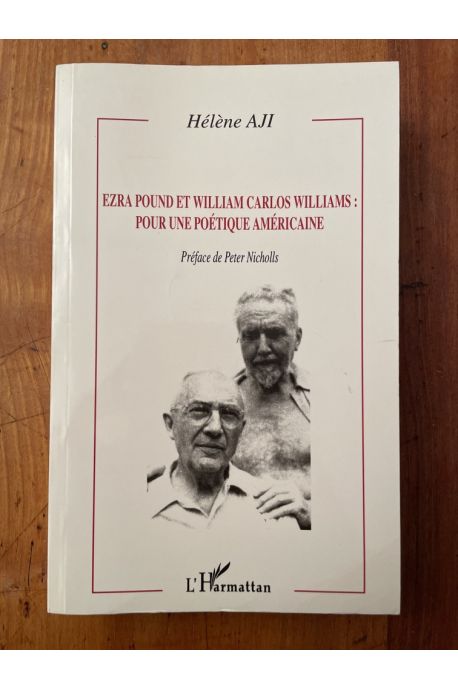 Hélène AJI
EZRA POUND ET WILLIAM CARLOS WILLIAMS :
POUR UNE POÉTIQUE AMÉRICAINE
Préface de Peter Nicholls
L'Harmattan